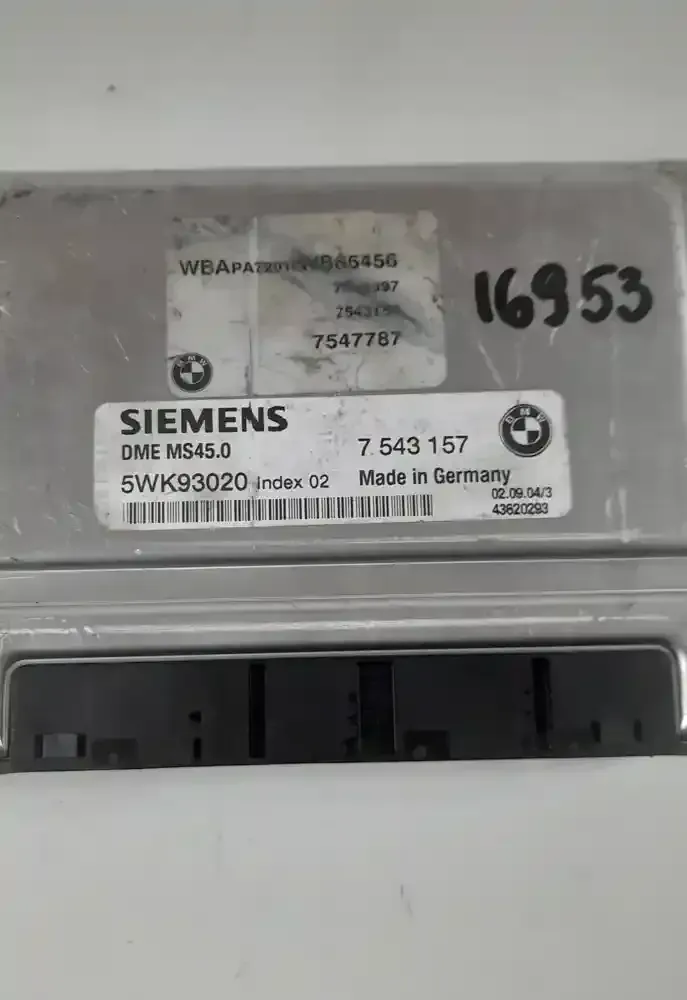 16953
7547787
SIEMENS
DME MS45.0 7 543 157
5WK93020 Index 02 Made in Germany
02.09.04/3
43620293
BMW